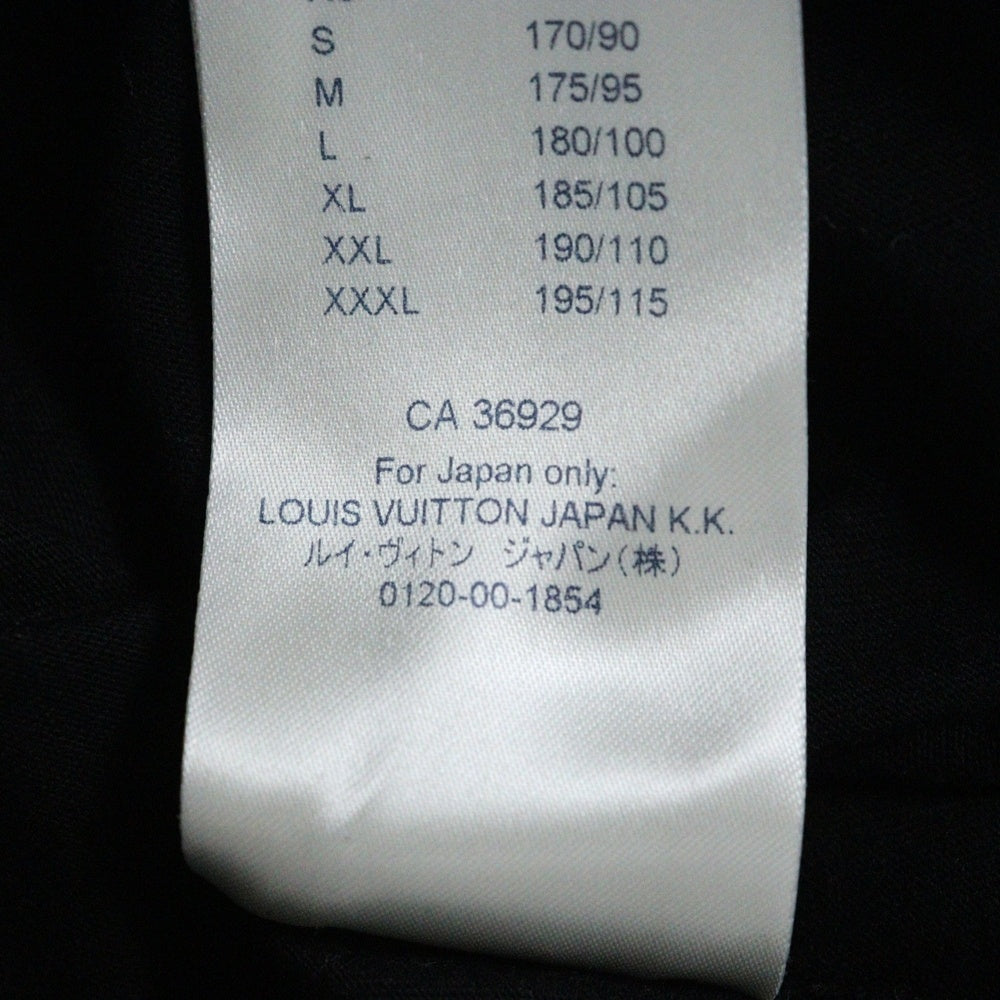 S 170/90
M 175/95
L 180/100
XL 185/105
XXL 190/110
XXXL 195/115
CA 36929
For Japan only:
LOUIS VUITTON JAPAN K.K.
ルイ・ヴィトン ジャパン(株)
0120-00-1854